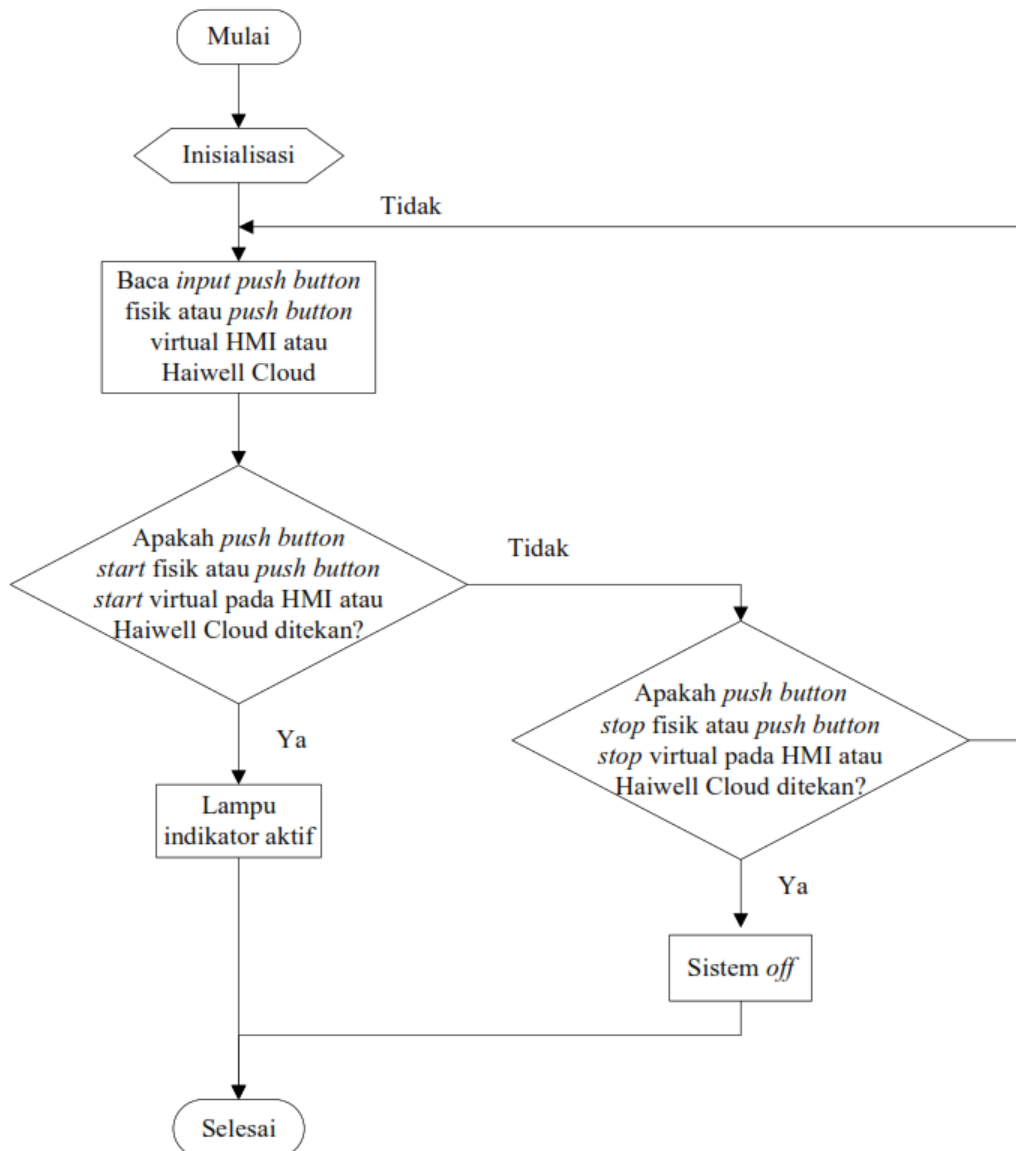 Mulai
Inisialisasi
Tidak
Baca input push button
fisik atau push button
virtual HMI atau
Haiwell Cloud
Apakah push button
start fisik atau push button
start virtual pada HMI atau
Haiwell Cloud ditekan?
Tidak
Apakah push button
stop fisik atau push button
stop virtual pada HMI atau
Haiwell Cloud ditekan?
Ya
Lampu
indikator aktif
Ya
Sistem off
Selesai